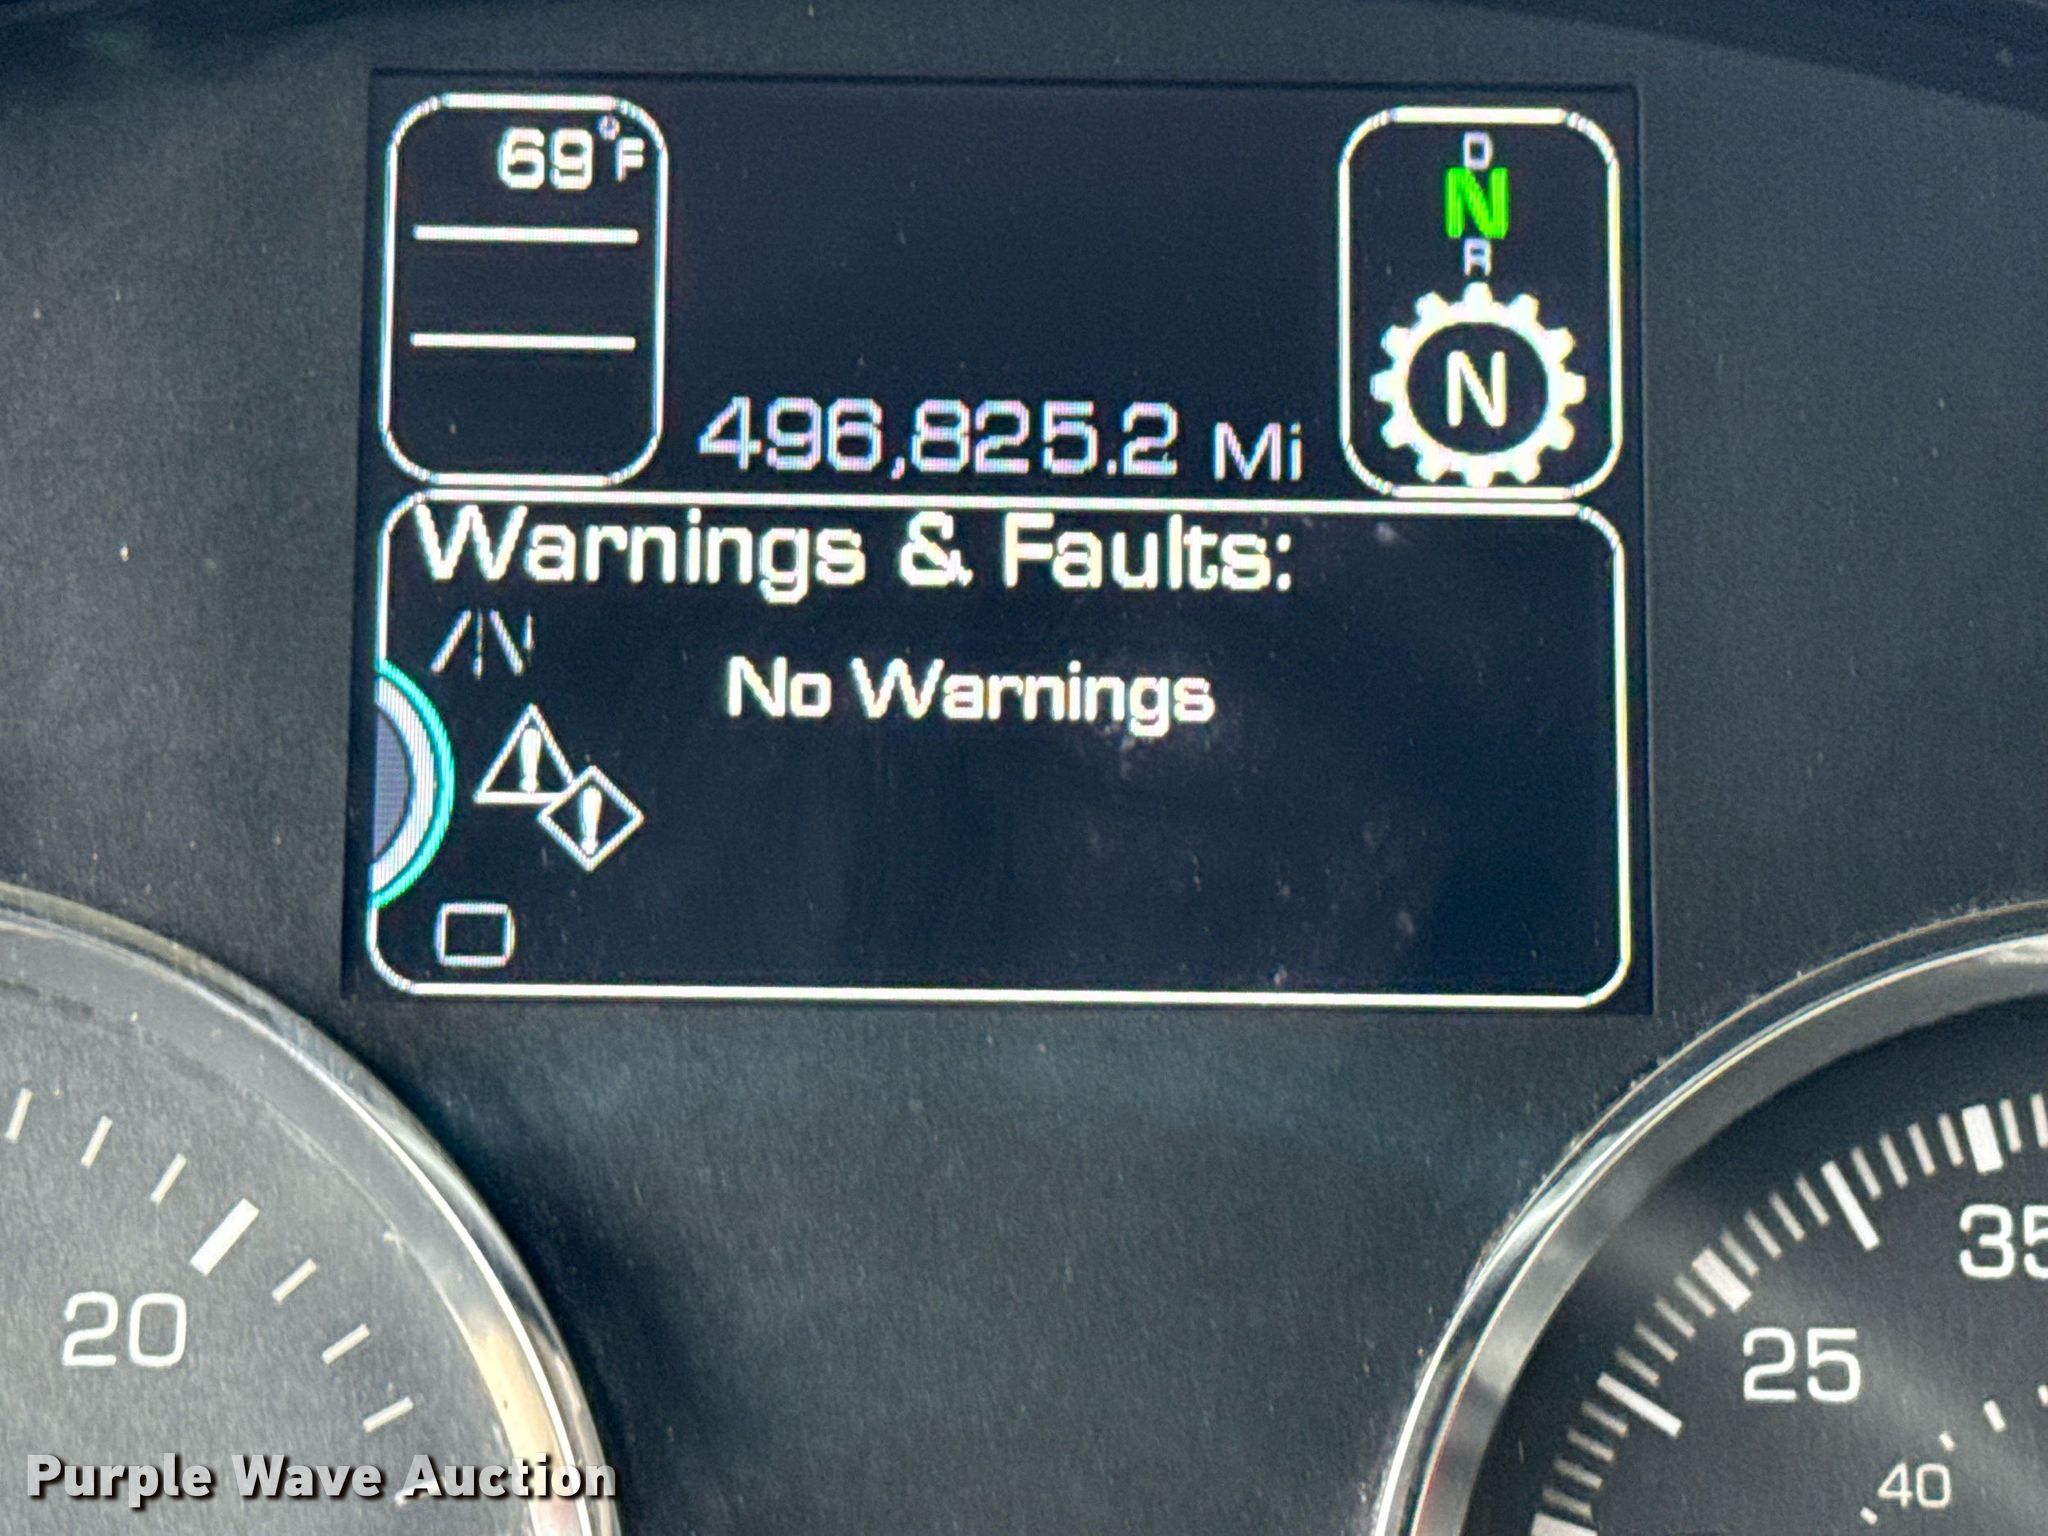 69°F
D
N
R
N
496,825.2 Mi
Warnings & Faults:
No Warnings
20
35
25
40
Purple Wave Auction